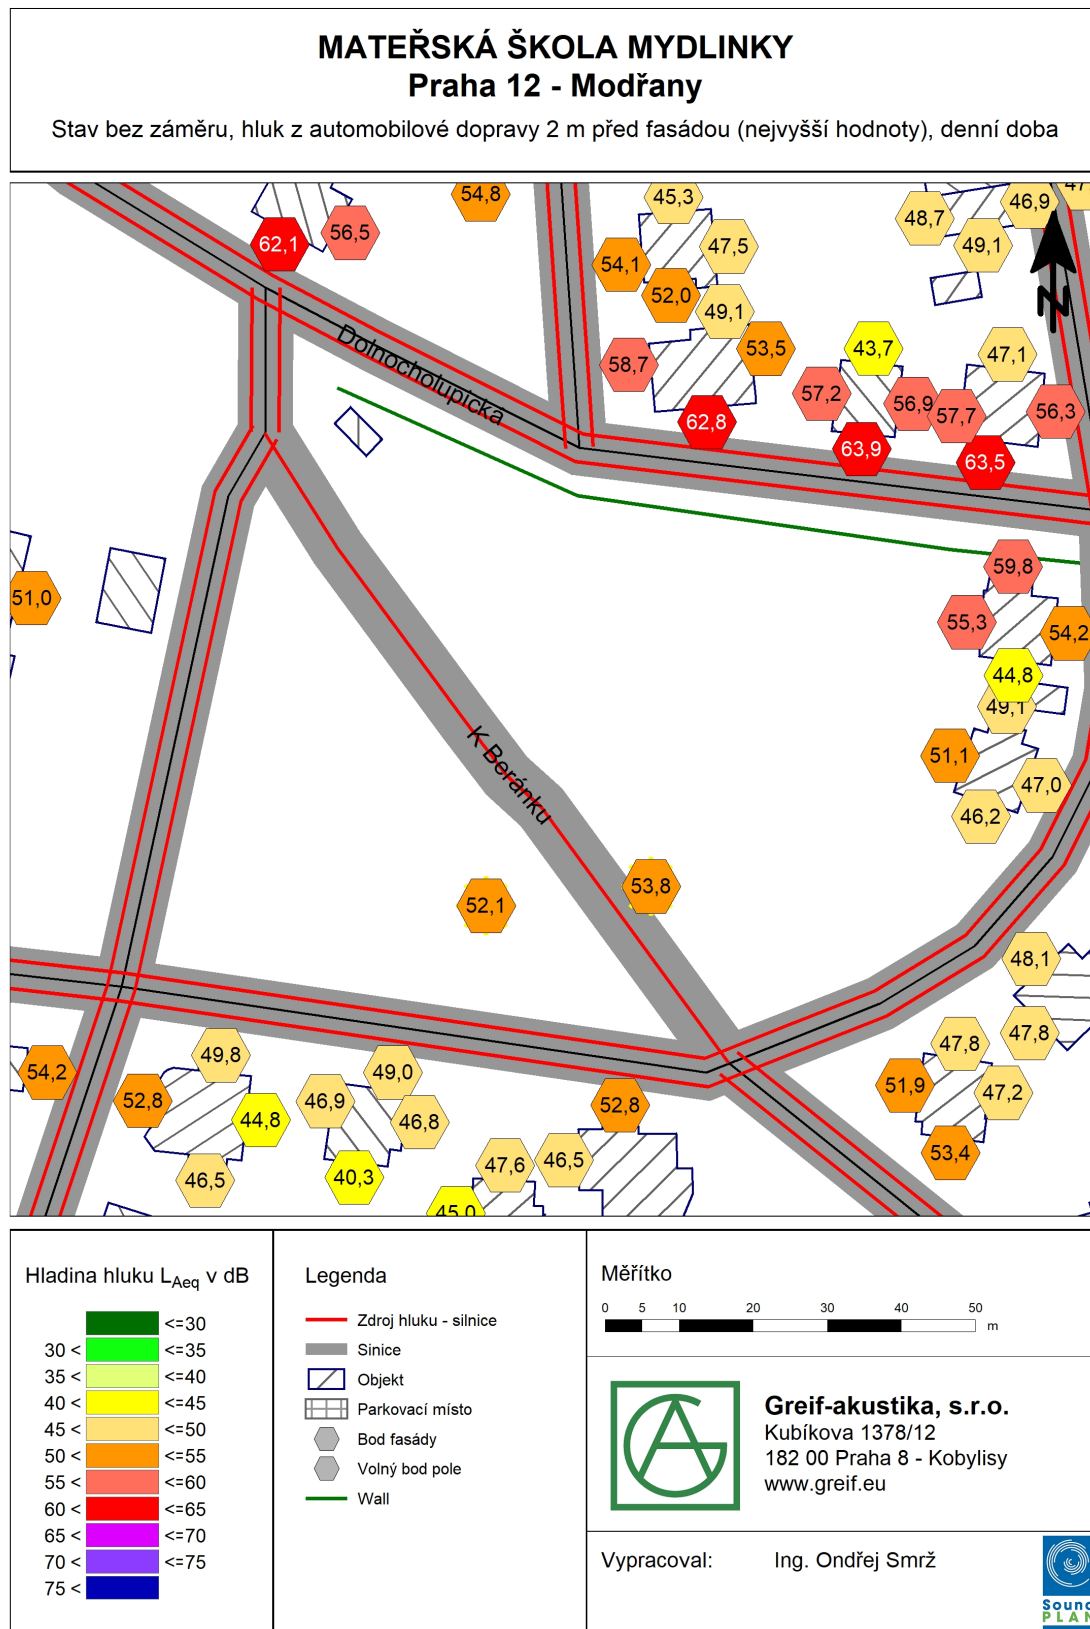 MATEŘSKÁ ŠKOLA MYDLINKY
Praha 12 - Modřany
Stav bez záměru, hluk z automobilové dopravy 2 m před fasádou (nejvyšší hodnoty), denní doba
54,8
45,3
46,9
48,7
56,5
62,1
47,5
49,1
54,1
52,0
49,1
Dolnocholupická
58,7
53,5
43,7
47,1
57,2
56,9
57,7
56,3
62,8
63,9
63,5
N
59,8
51,0
55,3
54,2
44,8
49,1
51,1
47,0
46,2
K Beránku
53,8
52,1
48,1
47,8
47,8
49,8
49,0
54,2
52,8
44,8
46,9
46,8
52,8
51,9
47,2
53,4
46,5
40,3
47,6
46,5
45,0
Hladina hluku LAeq v dB
<=30
30 < <=35
35 < <=40
40 < <=45
45 < <=50
50 < <=55
55 < <=60
60 < <=65
65 < <=70
70 < <=75
75 <
Legenda
Zdroj hluku - silnice
Sinice
Objekt
Parkovací místo
Bod fasády
Volný bod pole
Wall
Měřítko
0 5 10 20 30 40 50
m
Greif-akustika, s.r.o.
Kubíkova 1378/12
182 00 Praha 8 - Kobylisy
www.greif.eu
Vypracoval: Ing. Ondřej Smrž
Soun
PLAN